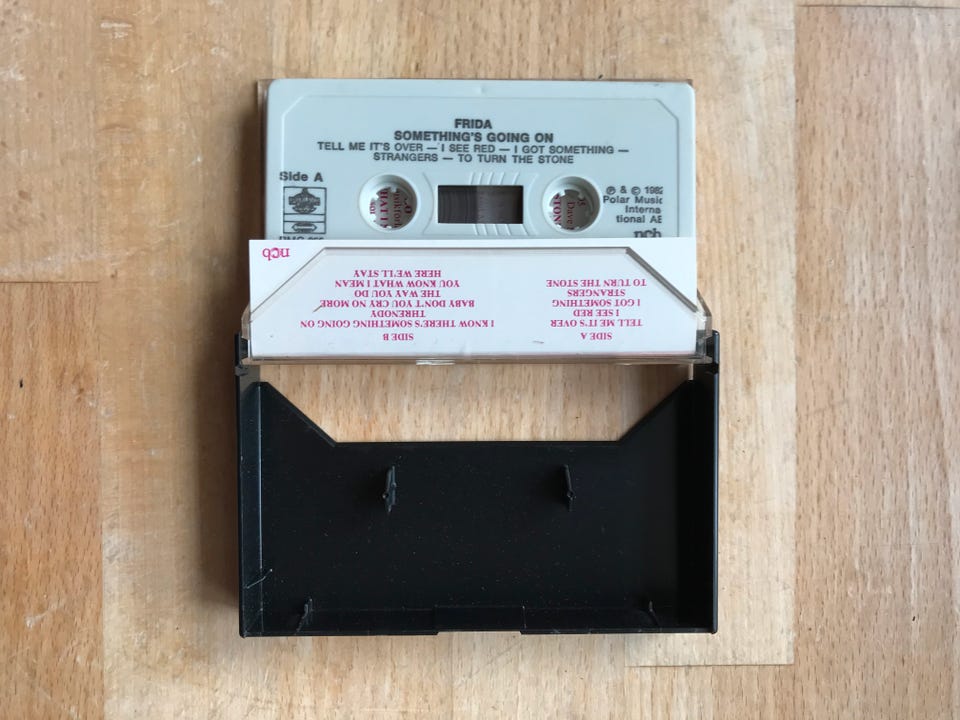 FRIDA
SOMETHING'S GOING ON
TELL ME IT'S OVER — I SEE RED — I GOT SOMETHING —
STRANGERS — TO TURN THE STONE
Side A
℗ & © 1982
Polar Music
Interna
tional AB
ncb
SIDE A
TELL ME IT'S OVER
I SEE RED
I GOT SOMETHING
STRANGERS
TO TURN THE STONE
SIDE B
I KNOW THERE'S SOMETHING GOING ON
THRENODY
BABY DON'T YOU CRY NO MORE
THE WAY YOU DO
YOU KNOW WHAT I MEAN
HERE WE'LL STAY
ncb